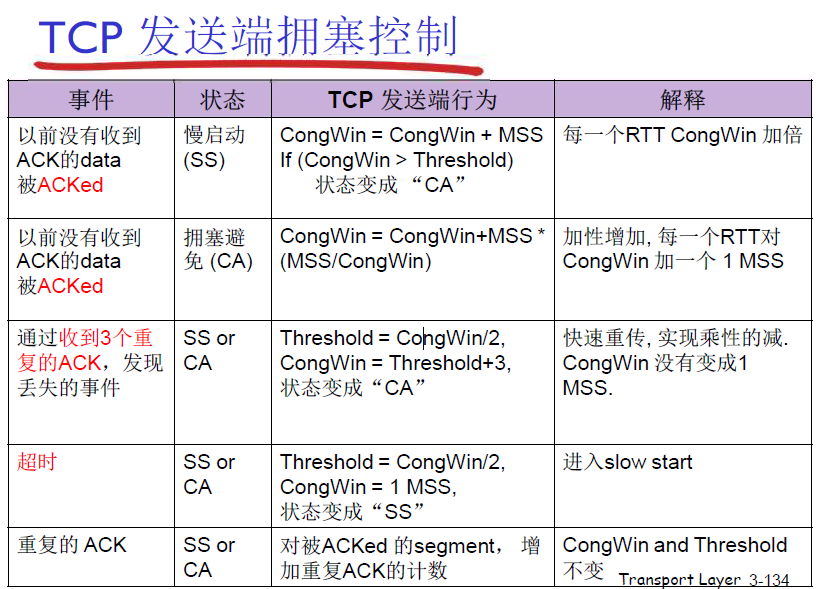 TCP 发送端拥塞控制
事件 状态 TCP 发送端行为 解释
以前没有收到
ACK的data
被ACKed
慢启动
(SS)
CongWin = CongWin + MSS
If (CongWin > Threshold)
状态变成 “CA”
每一个RTT CongWin 加倍
以前没有收到
ACK的data
被ACKed
拥塞避
免 (CA)
CongWin = CongWin+MSS *
(MSS/CongWin)
加性增加, 每一个RTT对
CongWin 加一个 1 MSS
通过收到3个重
复的ACK，发现
丢失的事件
SS or
CA
Threshold = CongWin/2,
CongWin = Threshold+3,
状态变成“CA”
快速重传, 实现乘性的减.
CongWin 没有变成1
MSS.
超时
SS or
CA
Threshold = CongWin/2,
CongWin = 1 MSS,
状态变成“SS”
进入slow start
重复的 ACK
SS or
CA
对被ACKed 的segment， 增
加重复ACK的计数
CongWin and Threshold
不变
Transport Layer 3-134